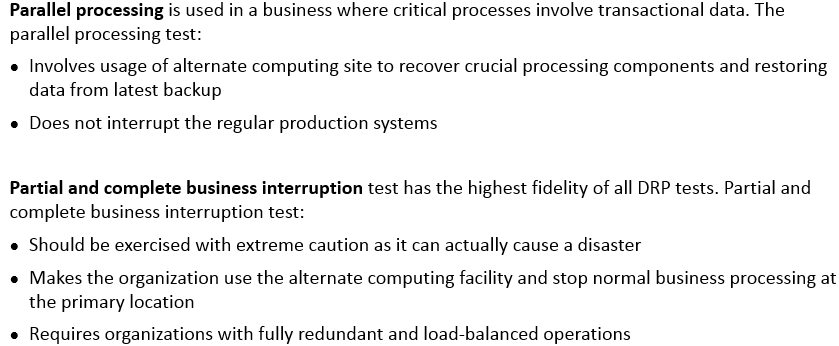 Parallel processing is used in a business where critical processes involve transactional data. The
parallel processing test:
• Involves usage of alternate computing site to recover crucial processing components and restoring
data from latest backup
• Does not interrupt the regular production systems
Partial and complete business interruption test has the highest fidelity of all DRP tests. Partial and
complete business interruption test:
• Should be exercised with extreme caution as it can actually cause a disaster
• Makes the organization use the alternate computing facility and stop normal business processing at
the primary location
• Requires organizations with fully redundant and load-balanced operations